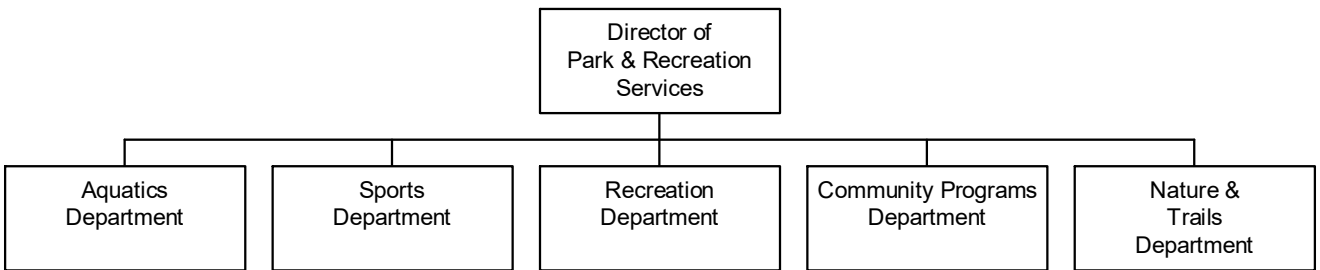 Director of
Park & Recreation
Services
Aquatics
Department
Sports
Department
Recreation
Department
Community Programs
Department
Nature &
Trails
Department